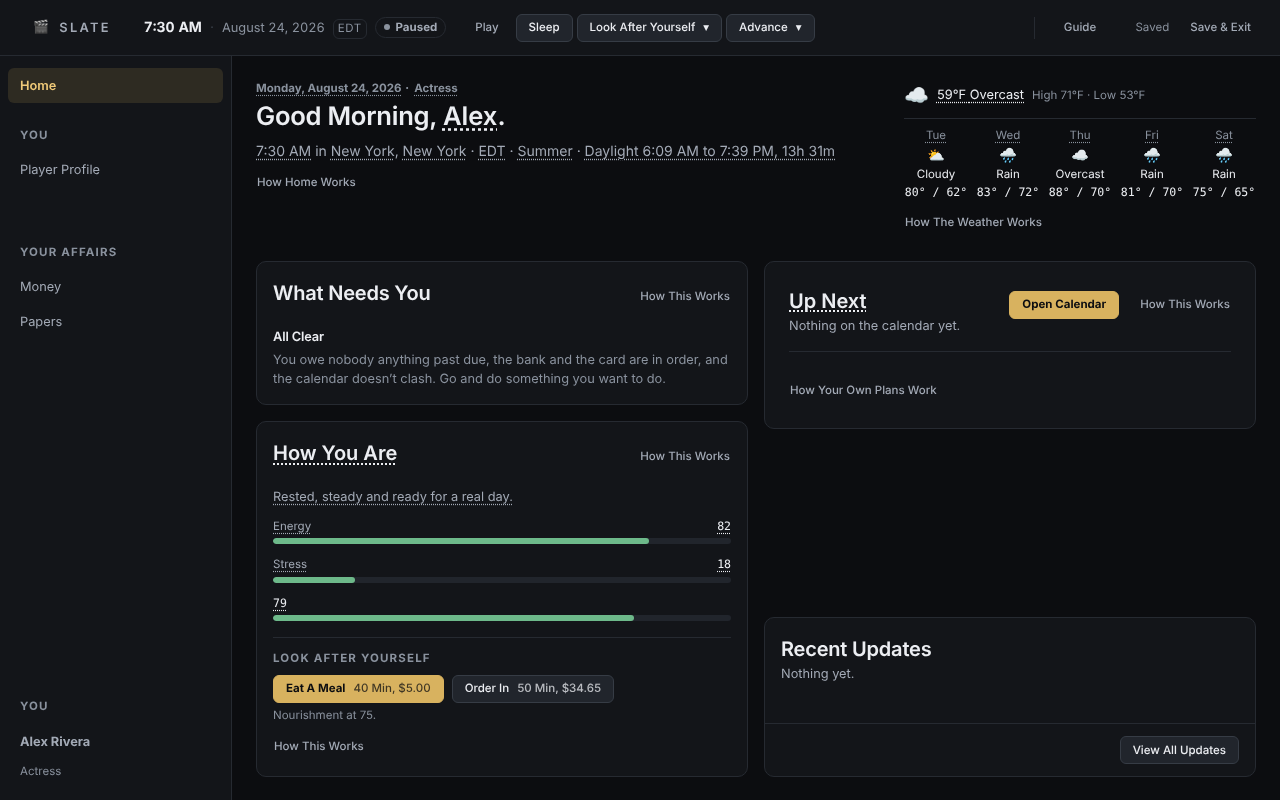 SLATE
7:30 AM · August 24, 2026 EDT Paused
Play
Sleep
Look After Yourself ▾
Advance ▾
Guide
Saved
Save & Exit
Home
YOU
Player Profile
YOUR AFFAIRS
Money
Papers
YOU
Alex Rivera
Actress
Monday, August 24, 2026 · Actress
Good Morning, Alex.
7:30 AM in New York, New York · EDT · Summer · Daylight 6:09 AM to 7:39 PM, 13h 31m
How Home Works
59°F Overcast High 71°F · Low 53°F
Tue Wed Thu Fri Sat
Cloudy Rain Overcast Rain Rain
80° / 62° 83° / 72° 88° / 70° 81° / 70° 75° / 65°
How The Weather Works
What Needs You
How This Works
All Clear
You owe nobody anything past due, the bank and the card are in order, and
the calendar doesn't clash. Go and do something you want to do.
Up Next
Open Calendar
How This Works
Nothing on the calendar yet.
How Your Own Plans Work
How You Are
How This Works
Rested, steady and ready for a real day.
Energy 82
Stress 18
79
LOOK AFTER YOURSELF
Eat A Meal 40 Min, $5.00
Order In 50 Min, $34.65
Nourishment at 75.
How This Works
Recent Updates
Nothing yet.
View All Updates